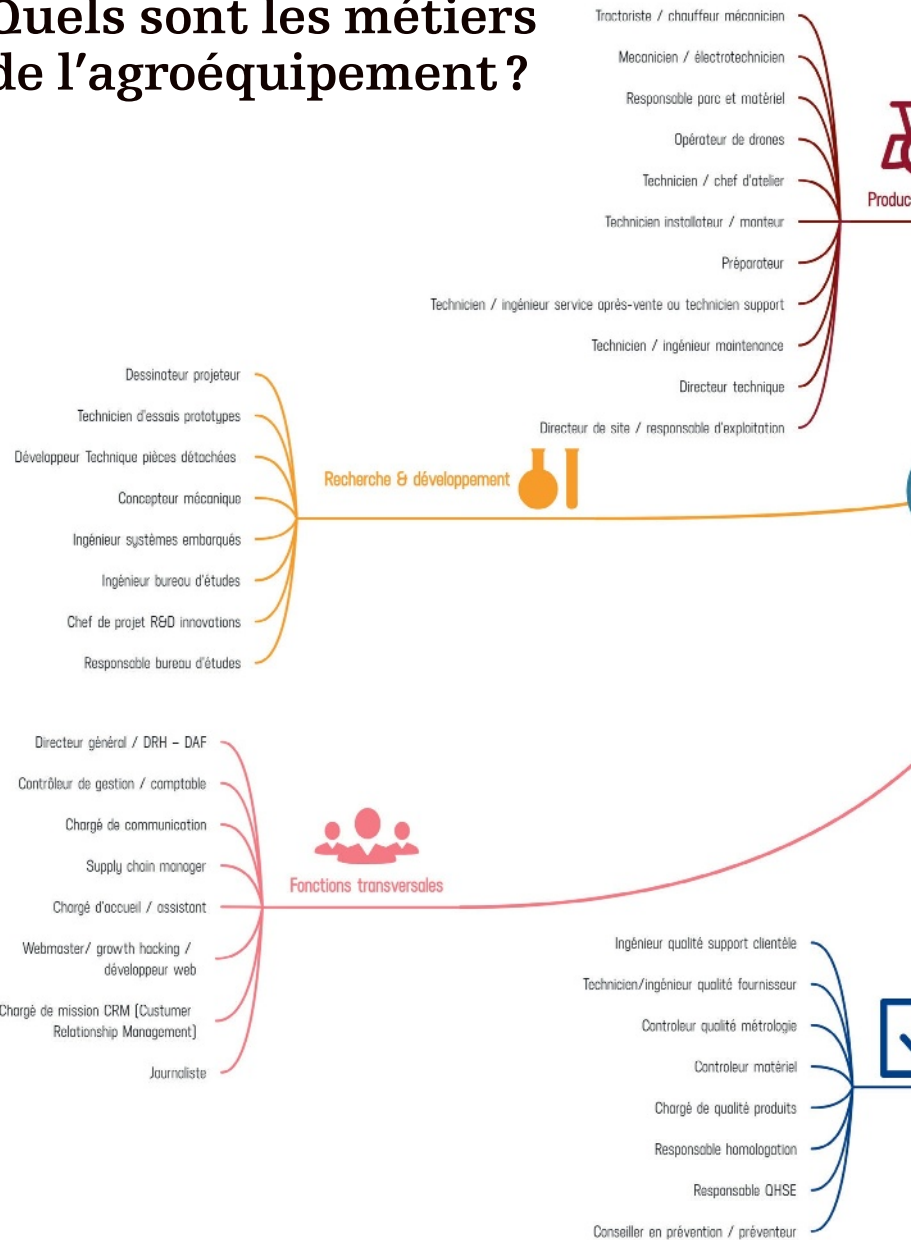 Quels sont les métiers
de l’agroéquipement ?
Tractoriste / chauffeur mécanicien
Mecanicien / électrotechnicien
Responsable parc et matériel
Opérateur de drones
Technicien / chef d'atelier
Technicien installateur / monteur
Préparateur
Technicien / ingénieur service après-vente ou technicien support
Technicien / ingénieur maintenance
Directeur technique
Directeur de site / responsable d'exploitation
Produc
Dessinateur projeteur
Technicien d'essais prototypes
Développeur Technique pièces détachées
Concepteur mécanique
Ingénieur systèmes embarqués
Ingénieur bureau d'études
Chef de projet R&D innovations
Responsable bureau d'études
Recherche & développement
Directeur général / DRH – DAF
Contrôleur de gestion / comptable
Chargé de communication
Supply chain manager
Chargé d'accueil / assistant
Webmaster/ growth hacking /
développeur web
Chargé de mission CRM (Custumer
Relationship Management)
Journaliste
Fonctions transversales
Ingénieur qualité support clientèle
Technicien/ingénieur qualité fournisseur
Controleur qualité métrologie
Controleur matériel
Chargé de qualité produits
Responsable homologation
Responsable QHSE
Conseiller en prévention / préventeur